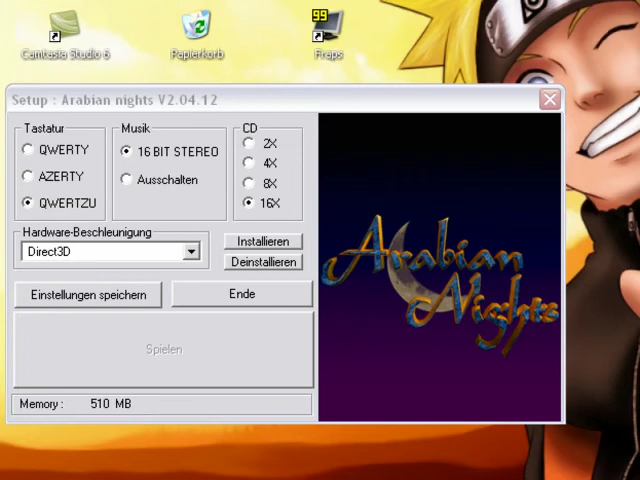 99
Camtasia Studio 6
Papierkorb
Fraps
Setup : Arabian nights V2.04.12
Tastatur
QWERTY
AZERTY
QWERTZU
Musik
16 BIT STEREO
Ausschalten
CD
2X
4X
8X
16X
Hardware-Beschleunigung
Direct3D
Installieren
Deinstallieren
Einstellungen speichern
Ende
Spielen
Memory : 510 MB
Arabian
Nights